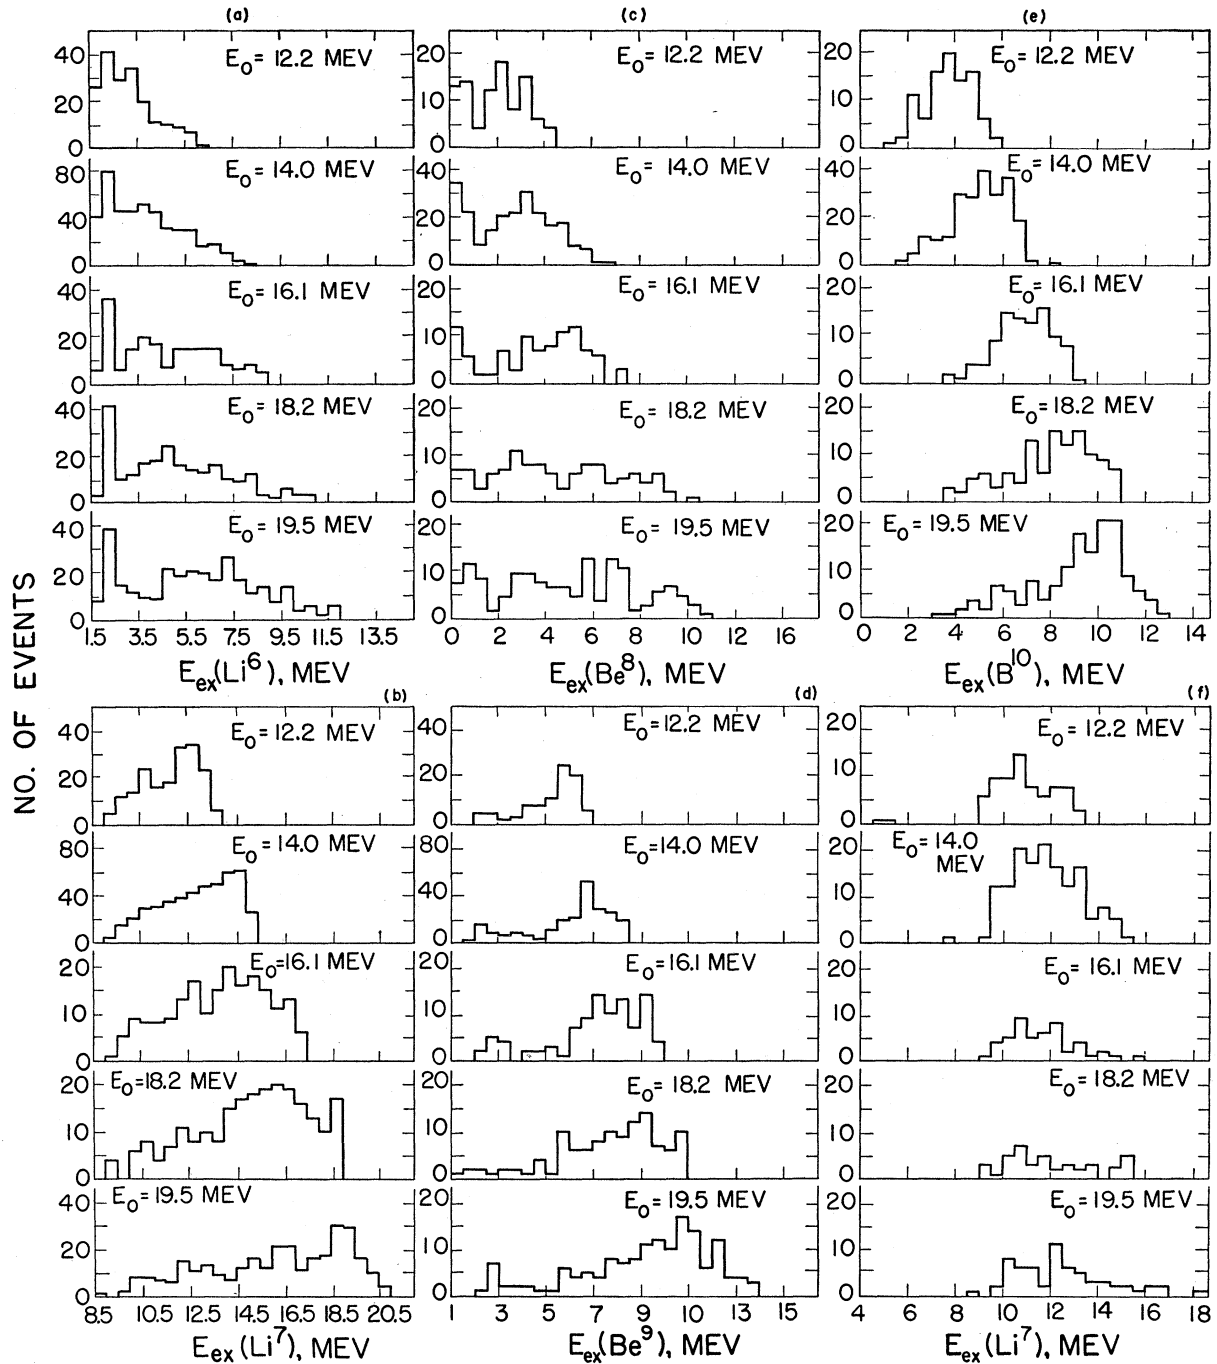 NO. OF EVENTS
(a)
E₀= 12.2 MEV
40
20
0
E₀= 14.0 MEV
80
40
0
E₀= 16.1 MEV
40
20
0
E₀= 18.2 MEV
40
20
0
E₀= 19.5 MEV
40
20
0
1.5 3.5 5.5 7.5 9.5 11.5 13.5
Eex(Li⁶), MEV
(c)
E₀= 12.2 MEV
20
10
0
E₀= 14.0 MEV
40
20
0
E₀= 16.1 MEV
20
10
0
E₀= 18.2 MEV
20
10
0
E₀= 19.5 MEV
20
10
0
0 2 4 6 8 10 12 16
Eex(Be⁸), MEV
(e)
E₀= 12.2 MEV
20
10
0
E₀= 14.0 MEV
40
20
0
E₀= 16.1 MEV
20
10
0
E₀= 18.2 MEV
20
10
0
E₀= 19.5 MEV
20
10
0
0 2 4 6 8 10 12 14
Eex(B¹⁰), MEV
(b)
E₀= 12.2 MEV
40
20
0
E₀= 14.0 MEV
80
40
0
E₀= 16.1 MEV
20
10
0
E₀= 18.2 MEV
20
10
0
E₀= 19.5 MEV
40
20
0
8.5 10.5 12.5 14.5 16.5 18.5 20.5
Eex(Li⁷), MEV
(d)
E₀= 12.2 MEV
40
20
0
E₀= 14.0 MEV
80
40
0
E₀= 16.1 MEV
20
10
0
E₀= 18.2 MEV
20
10
0
E₀= 19.5 MEV
20
10
0
1 3 5 7 9 10 13 15
Eex(Be⁹), MEV
(f)
E₀= 12.2 MEV
20
10
0
E₀= 14.0
MEV
20
10
0
E₀= 16.1 MEV
20
10
0
E₀= 18.2 MEV
20
10
0
E₀= 19.5 MEV
20
10
0
4 6 8 10 12 14 16 18
Eex(Li⁷), MEV